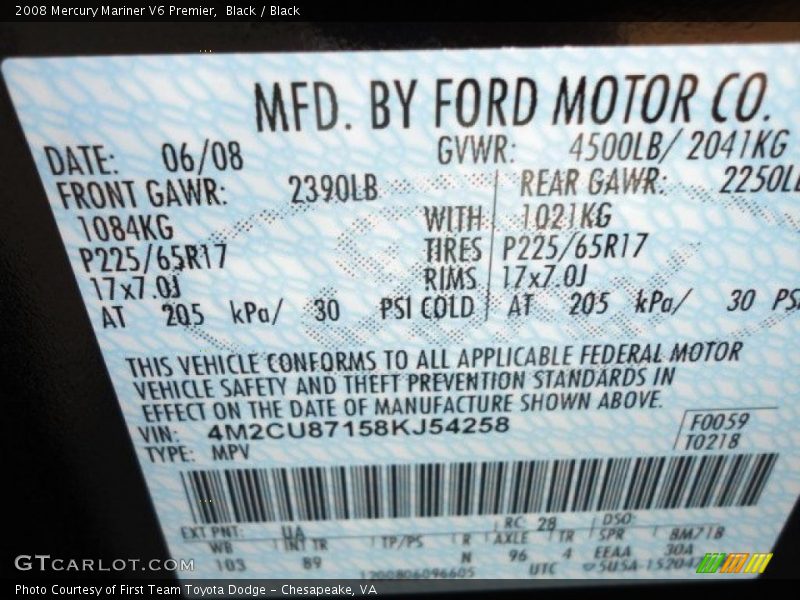 2008 Mercury Mariner V6 Premier, Black / Black
MFD. BY FORD MOTOR CO.
DATE: 06/08 GVWR: 4500LB/ 2041KG
FRONT GAWR: 2390LB REAR GAWR: 2250LB
1084KG WITH 1021KG
P225/65R17 TIRES P225/65R17
17x7.0J RIMS 17x7.0J
AT 205 kPa/ 30 PSI COLD AT 205 kPa/ 30 PSI
THIS VEHICLE CONFORMS TO ALL APPLICABLE FEDERAL MOTOR
VEHICLE SAFETY AND THEFT PREVENTION STANDARDS IN
EFFECT ON THE DATE OF MANUFACTURE SHOWN ABOVE.
VIN: 4M2CU87158KJ54258 F0059
TYPE: MPV T0218
EXT PNT: UA RC: 28 DSO:
WB INT TR TP/PS R AXLE TR SPR 8M718
103 89 N 96 4 EEAA 30A
1200806096605 UTC
GTCARLOT.COM
Photo Courtesy of First Team Toyota Dodge - Chesapeake, VA